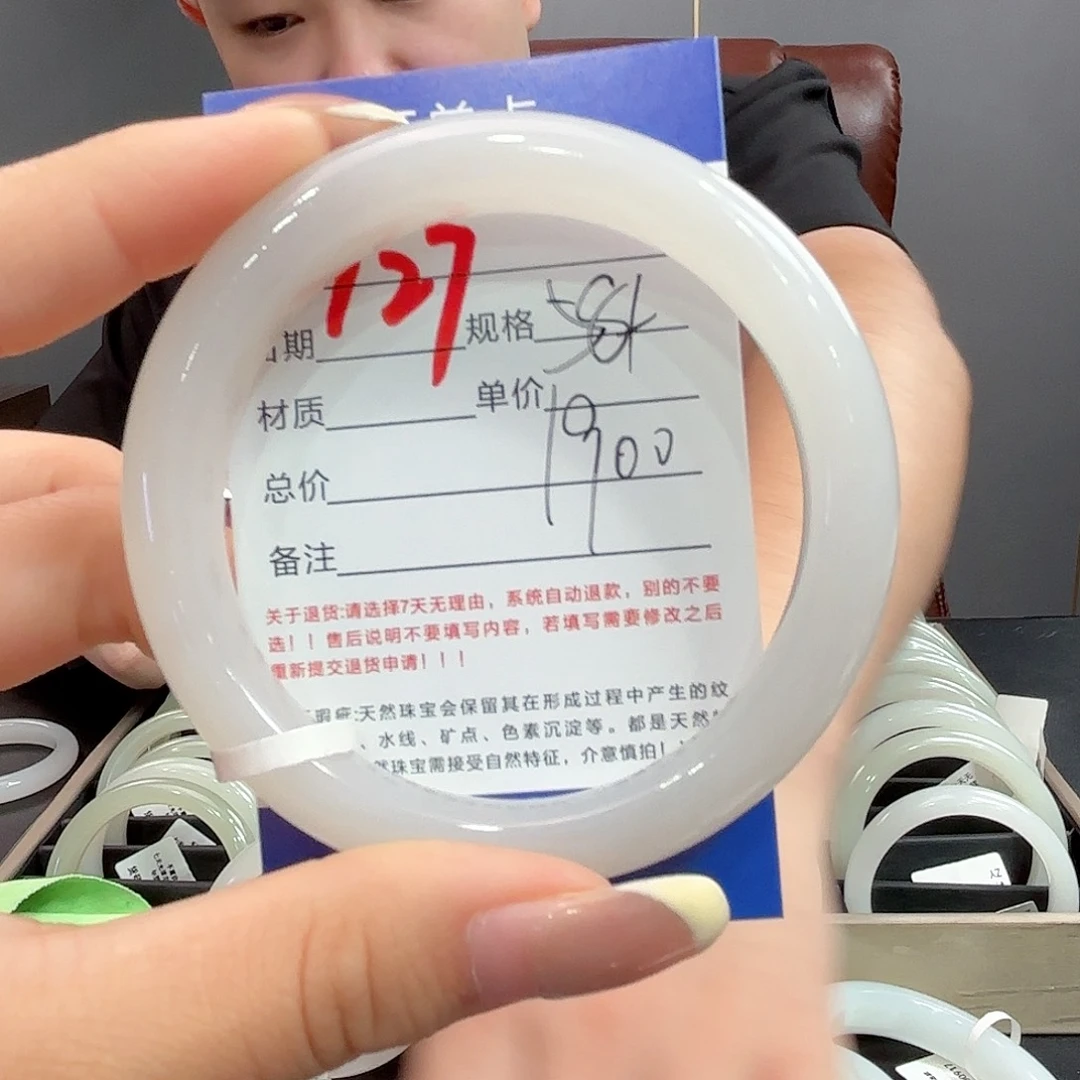 127
期 规格 58
材质 单价 1900
总价
备注
关于退货:请选择7天无理由，系统自动退款，别的不要
选！！售后说明不要填写内容，若填写需要修改之后
重新提交退货申请！！！
瑕疵:天然珠宝会保留其在形成过程中产生的纹
、水线、矿点、色素沉淀等。都是天然
然珠宝需接受自然特征，介意慎拍！